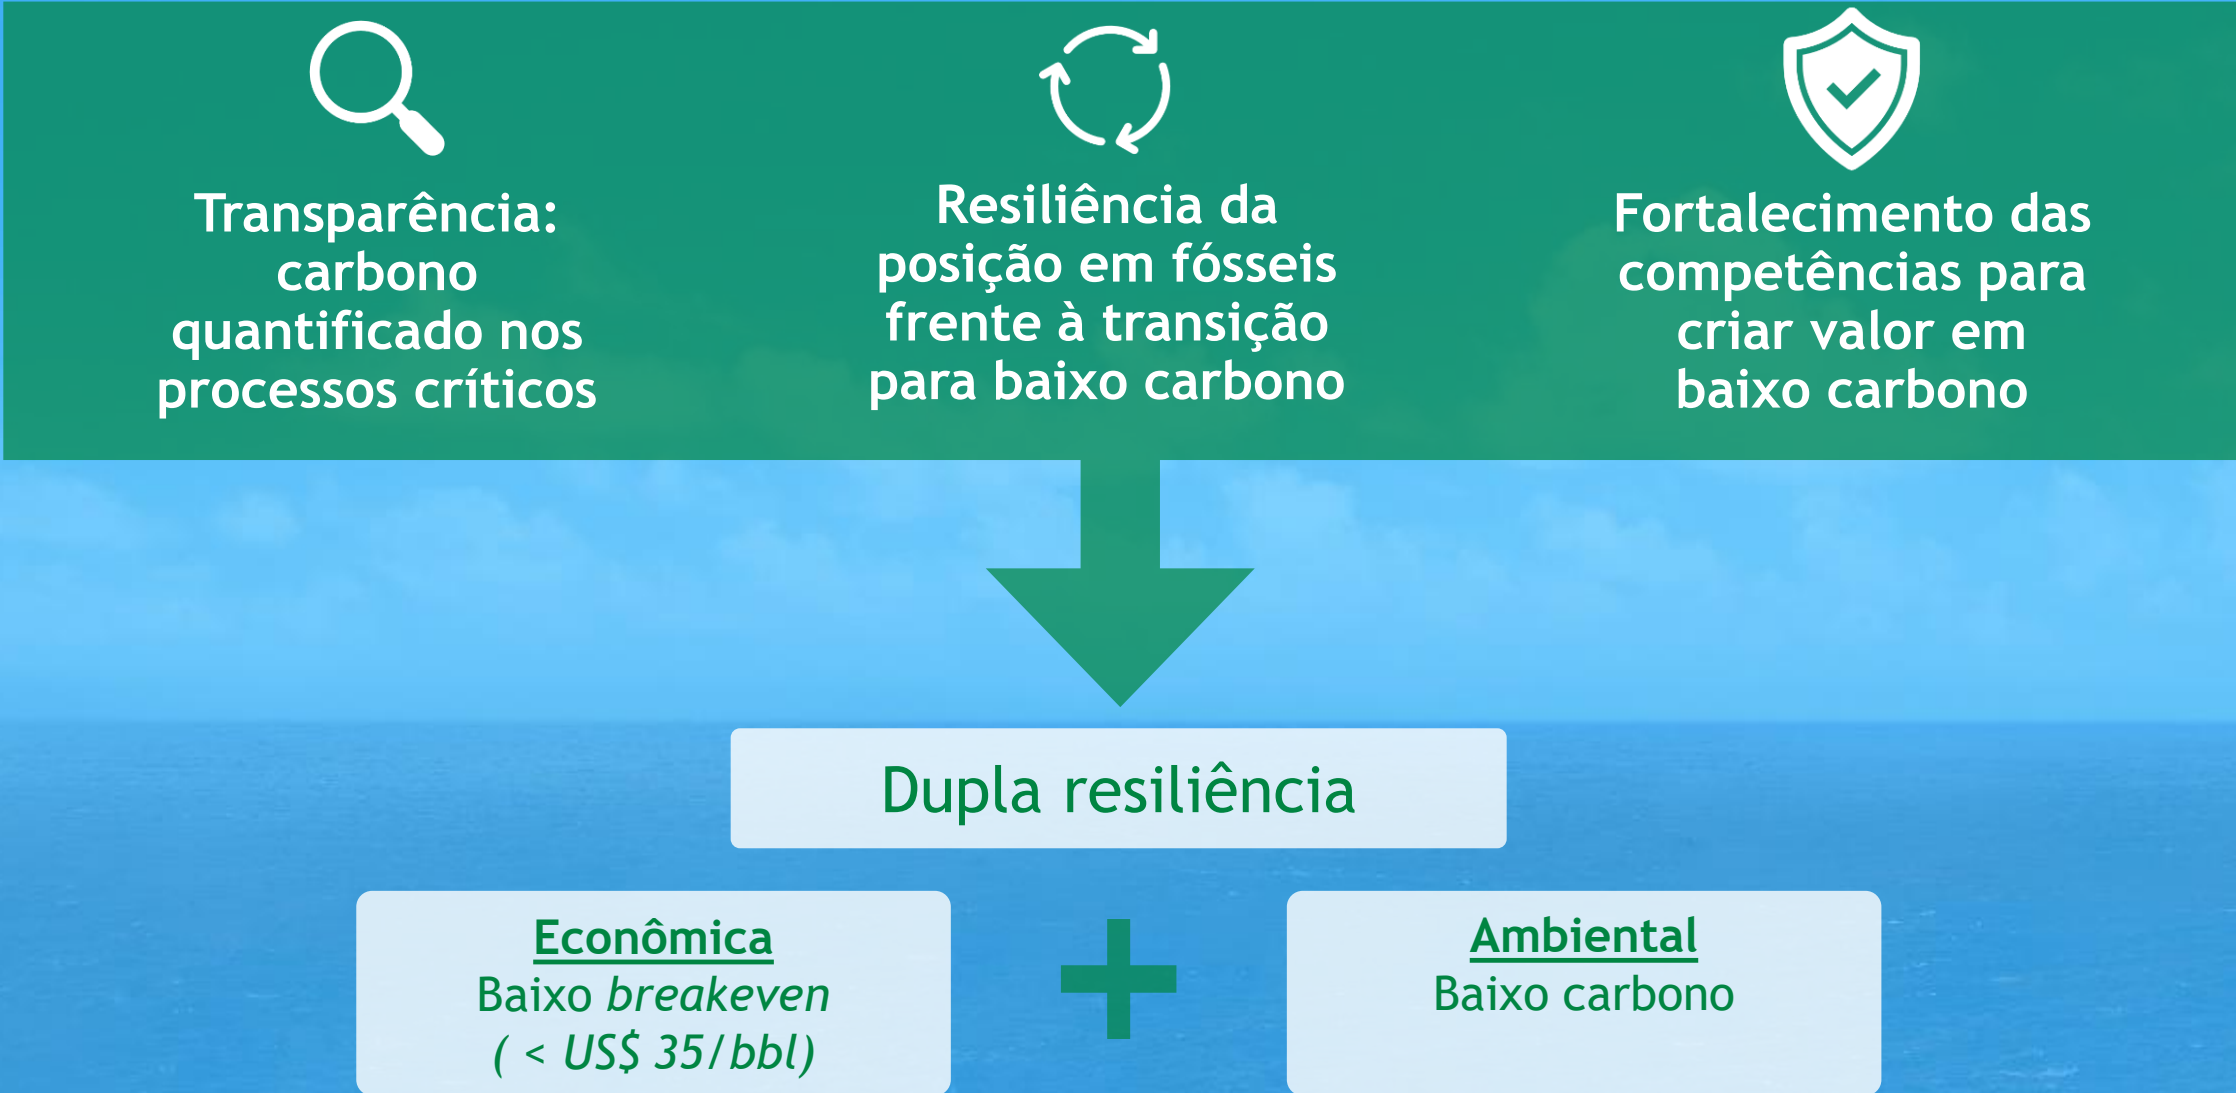 Transparência:
carbono
quantificado nos
processos críticos
Resiliência da
posição em fósseis
frente à transição
para baixo carbono
Fortalecimento das
competências para
criar valor em
baixo carbono
Dupla resiliência
Econômica
Baixo breakeven
( < US$ 35/bbl)
Ambiental
Baixo carbono